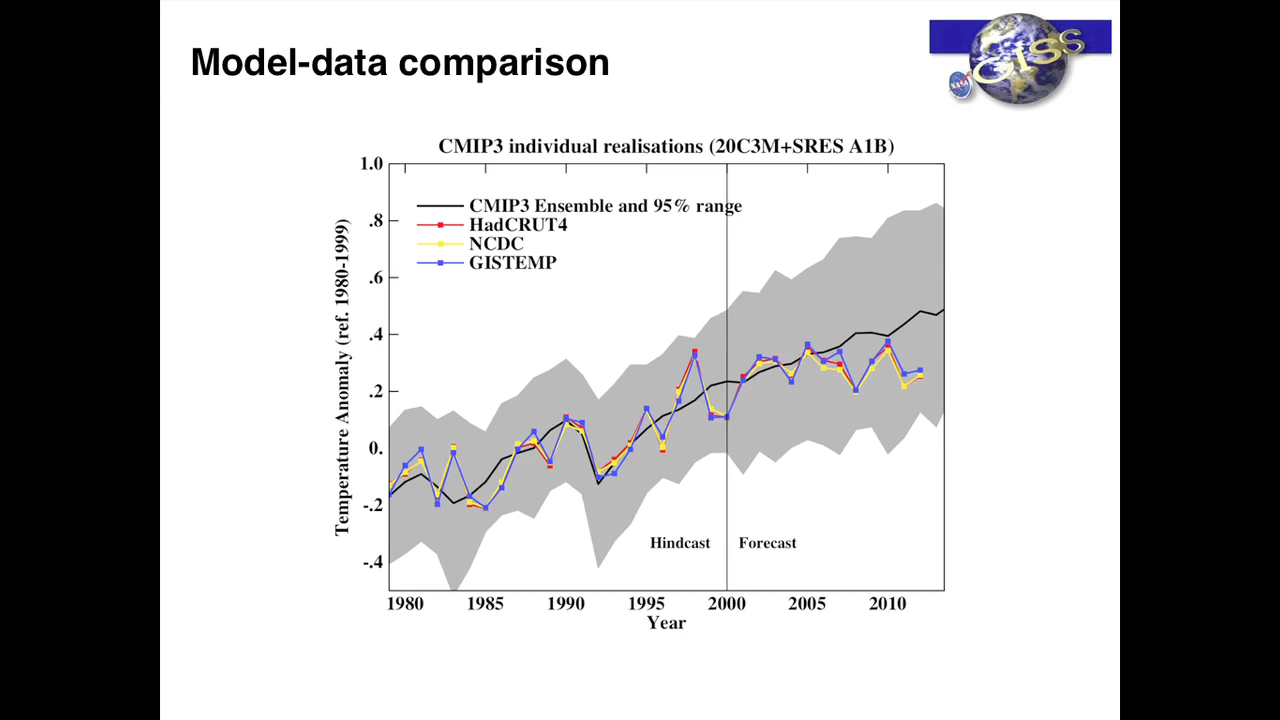 Model-data comparison
GISS
NASA
CMIP3 individual realisations (20C3M+SRES A1B)
1.0
.8
.6
.4
.2
0.
-.2
-.4
Temperature Anomaly (ref. 1980-1999)
CMIP3 Ensemble and 95% range
HadCRUT4
NCDC
GISTEMP
Hindcast Forecast
1980 1985 1990 1995 2000 2005 2010
Year